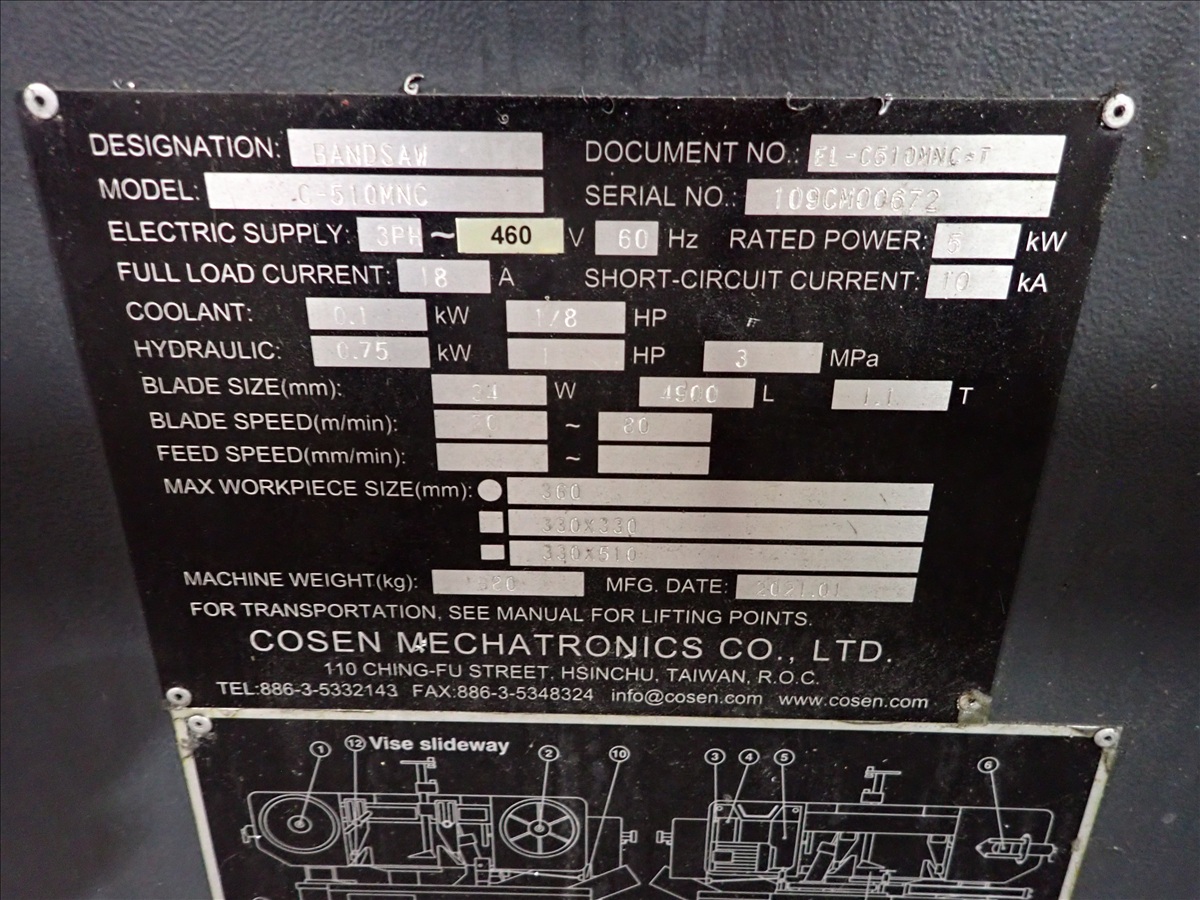 DESIGNATION: BANDSAW DOCUMENT NO.: EL-C510MNC-T
MODEL: C-510MNC SERIAL NO.: 109CM00672
ELECTRIC SUPPLY: 3PH ~ 460 V 60 Hz RATED POWER: kW
FULL LOAD CURRENT: 18 A SHORT-CIRCUIT CURRENT: 10 kA
COOLANT: 0.1 kW 1/8 HP
HYDRAULIC: 0.75 kW 1 HP 3 MPa
BLADE SIZE(mm): 34 W 4900 L 1.1 T
BLADE SPEED(m/min): 20 ~ 80
FEED SPEED(mm/min): ~
MAX WORKPIECE SIZE(mm): 360
330x330
330x510
MACHINE WEIGHT(kg): MFG. DATE: 2021.01
FOR TRANSPORTATION, SEE MANUAL FOR LIFTING POINTS.
COSEN MECHATRONICS CO., LTD.
110 CHING-FU STREET, HSINCHU, TAIWAN, R.O.C.
TEL:886-3-5332143 FAX:886-3-5348324 info@cosen.com www.cosen.com
1 12 Vise slideway 2 10 3 4 5 6